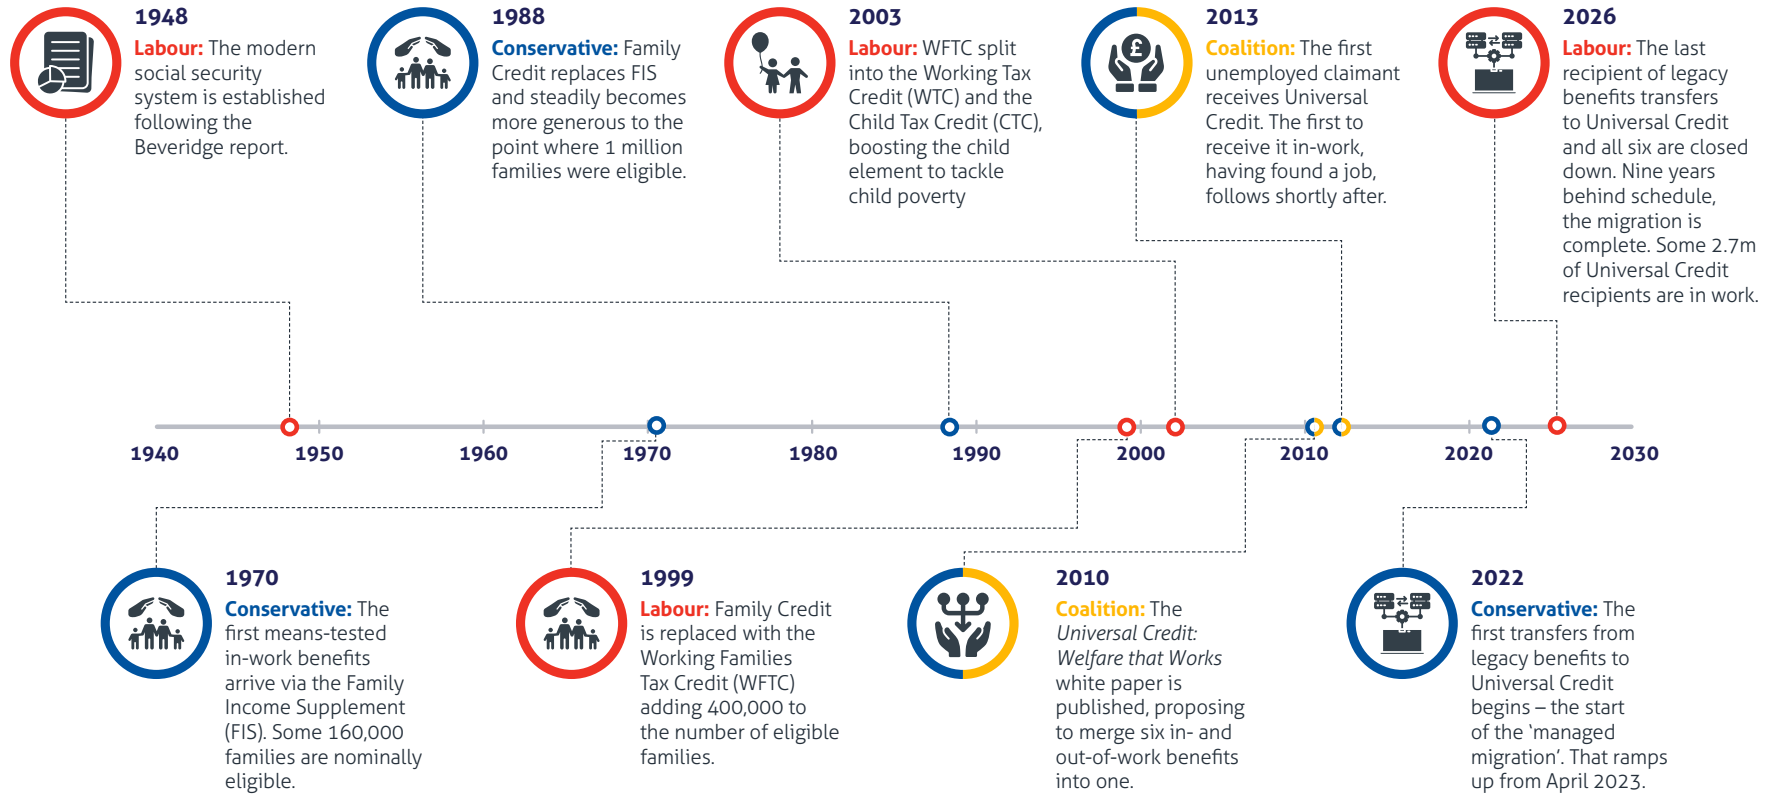 1948
Labour: The modern
social security
system is established
following the
Beveridge report.
1988
Conservative: Family
Credit replaces FIS
and steadily becomes
more generous to the
point where 1 million
families were eligible.
2003
Labour: WFTC split
into the Working Tax
Credit (WTC) and the
Child Tax Credit (CTC),
boosting the child
element to tackle
child poverty
2013
Coalition: The first
unemployed claimant
receives Universal
Credit. The first to
receive it in-work,
having found a job,
follows shortly after.
2026
Labour: The last
recipient of legacy
benefits transfers
to Universal Credit
and all six are closed
down. Nine years
behind schedule,
the migration is
complete. Some 2.7m
of Universal Credit
recipients are in work.
£
1940 1950 1960 1970 1980 1990 2000 2010 2020 2030
1970
Conservative: The
first means-tested
in-work benefits
arrive via the Family
Income Supplement
(FIS). Some 160,000
families are nominally
eligible.
1999
Labour: Family Credit
is replaced with the
Working Families
Tax Credit (WFTC)
adding 400,000 to
the number of eligible
families.
2010
Coalition: The
Universal Credit:
Welfare that Works
white paper is
published, proposing
to merge six in- and
out-of-work benefits
into one.
2022
Conservative: The
first transfers from
legacy benefits to
Universal Credit
begins – the start
of the ‘managed
migration’. That ramps
up from April 2023.